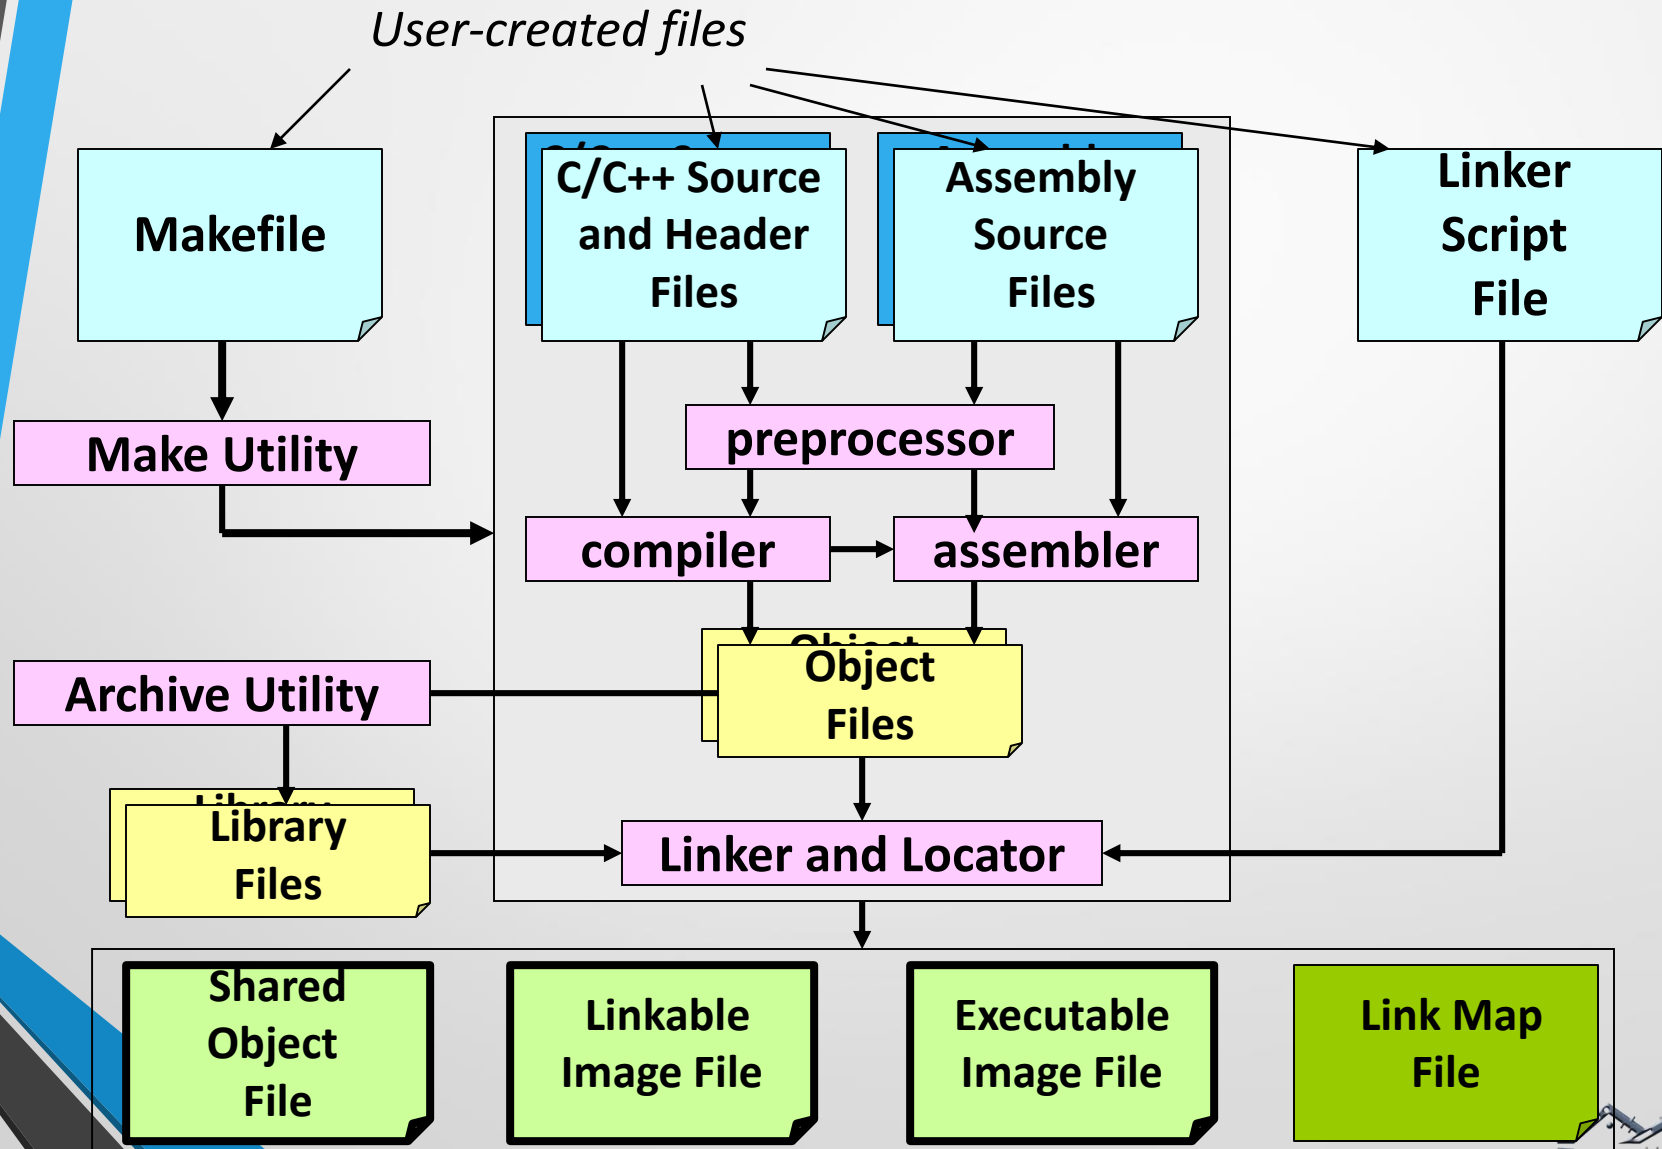 User-created files
Makefile
C/C++ Source
and Header
Files
Assembly
Source
Files
Linker
Script
File
preprocessor
Make Utility
compiler
assembler
Object
Files
Archive Utility
Library
Files
Linker and Locator
Shared
Object
File
Linkable
Image File
Executable
Image File
Link Map
File